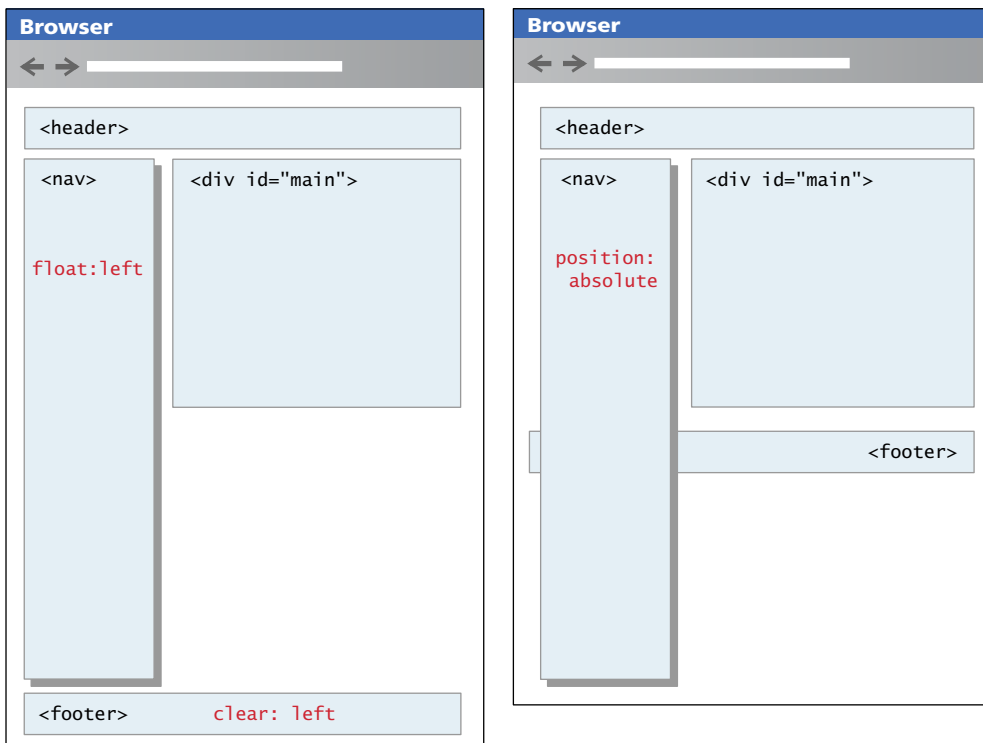 Browser
<header>
<nav>
<div id="main">
float:left
<footer>
clear: left
Browser
<header>
<nav>
<div id="main">
position:
absolute
<footer>